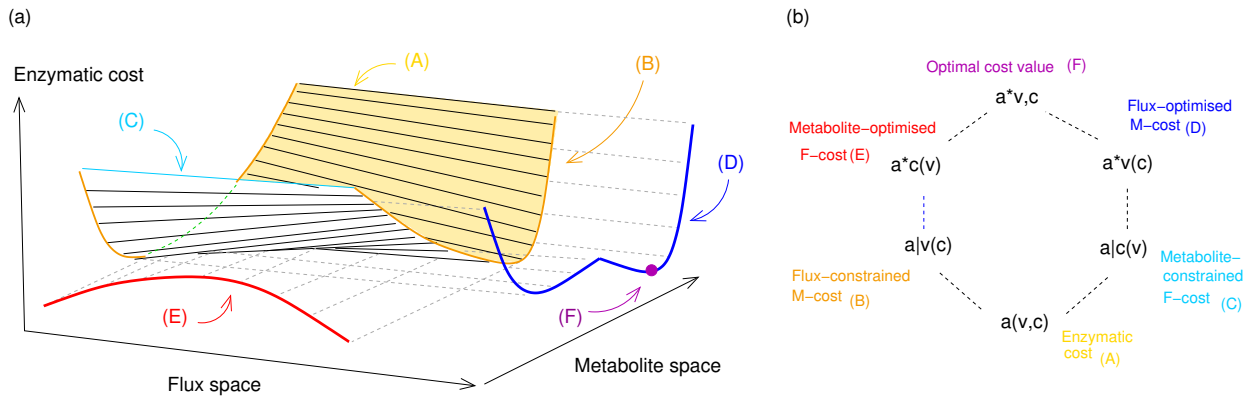 (a)
Enzymatic cost
(A)
(B)
(C)
(D)
(E)
(F)
Flux space
Metabolite space
(b)
Optimal cost value (F)
a*v,c
Metabolite−optimised
F−cost (E)
Flux−optimised
M−cost (D)
a*c(v)
a*v(c)
a|v(c)
a|c(v)
Flux−constrained
M−cost (B)
Metabolite−
constrained
F−cost (C)
a(v,c)
Enzymatic
cost (A)